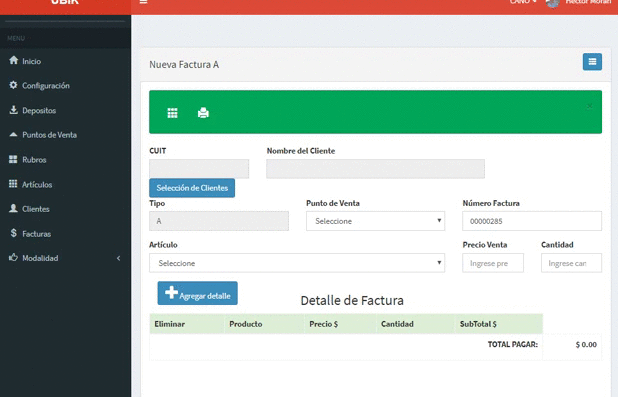 UBIK
CANO
Hector Moran
MENU
Inicio
Configuración
Depositos
Puntos de Venta
Rubros
Artículos
Clientes
Facturas
Modalidad
Nueva Factura A
CUIT
Nombre del Cliente
Selección de Clientes
Tipo
Punto de Venta
Número Factura
A
Seleccione
00000285
Artículo
Precio Venta
Cantidad
Seleccione
Ingrese pre
Ingrese can
Agregar detalle
Detalle de Factura
Eliminar Producto Precio $ Cantidad SubTotal $
TOTAL PAGAR: $ 0.00